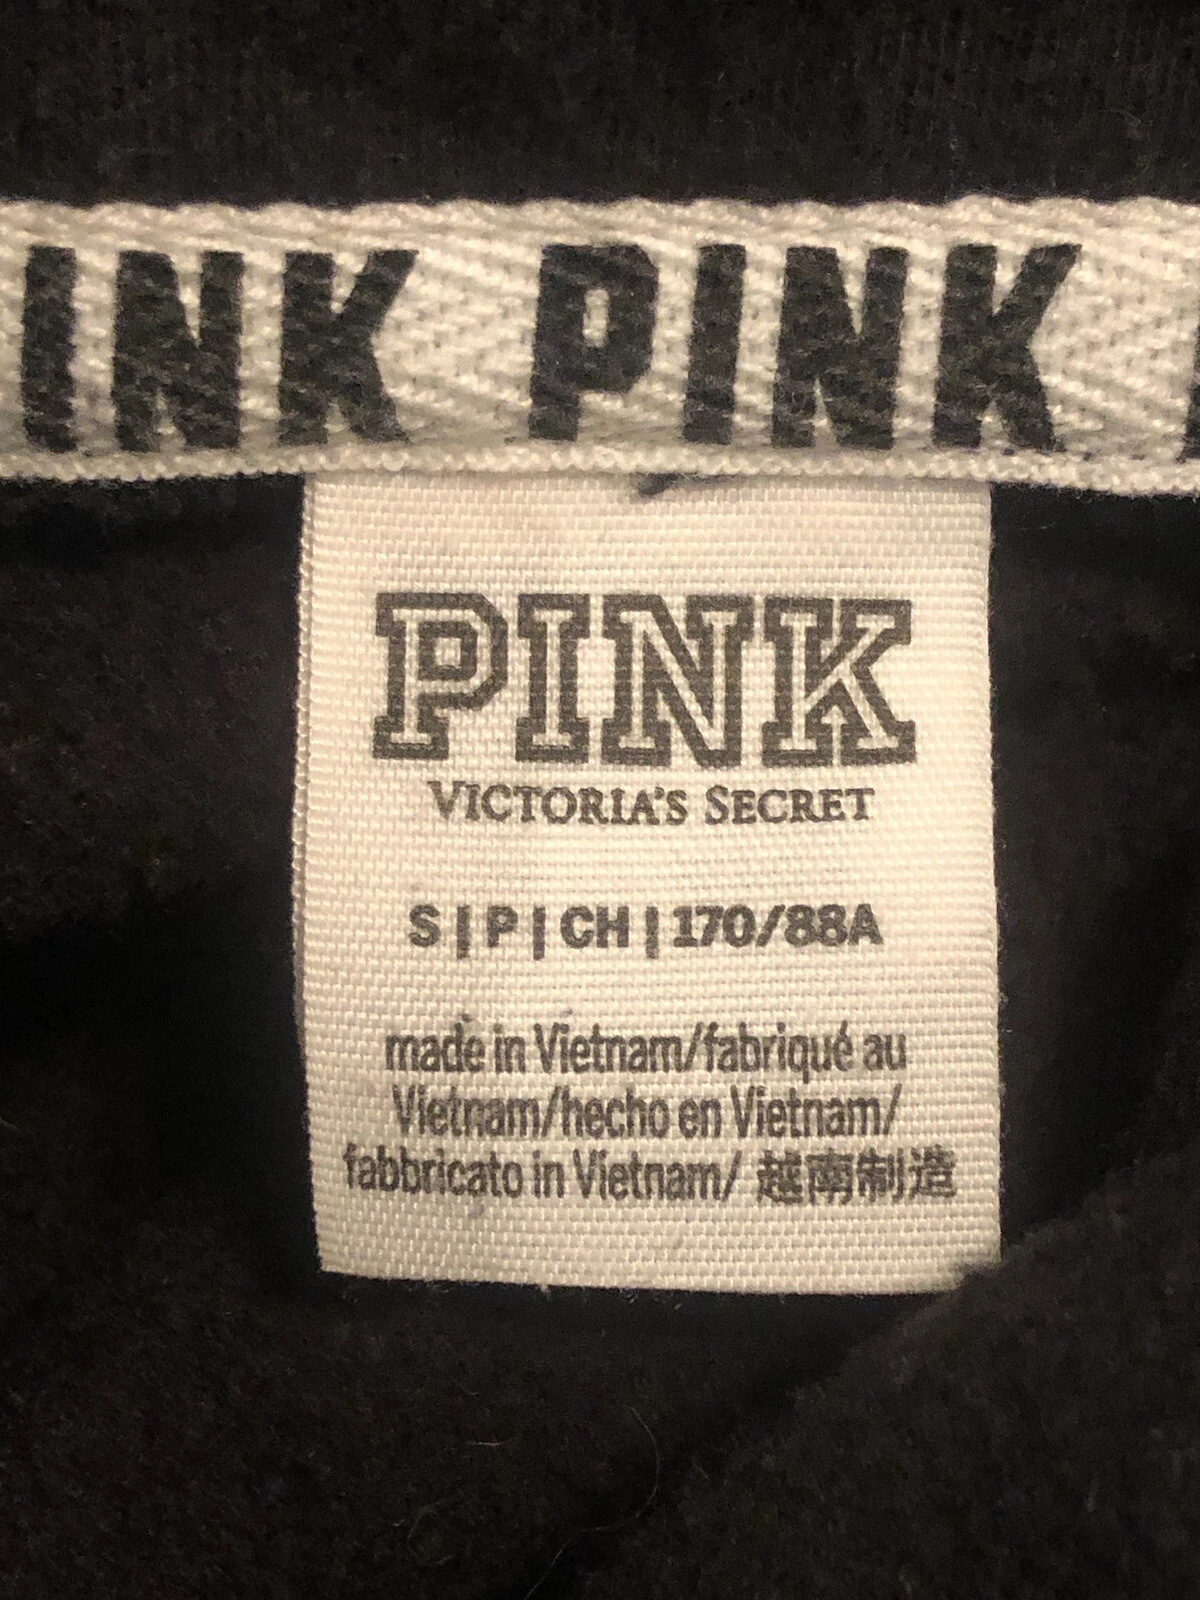 INK PINK
PINK
VICTORIA'S SECRET
S | P | CH | 170/88A
made in Vietnam/fabriqué au
Vietnam/hecho en Vietnam/
fabbricato in Vietnam/ 越南制造